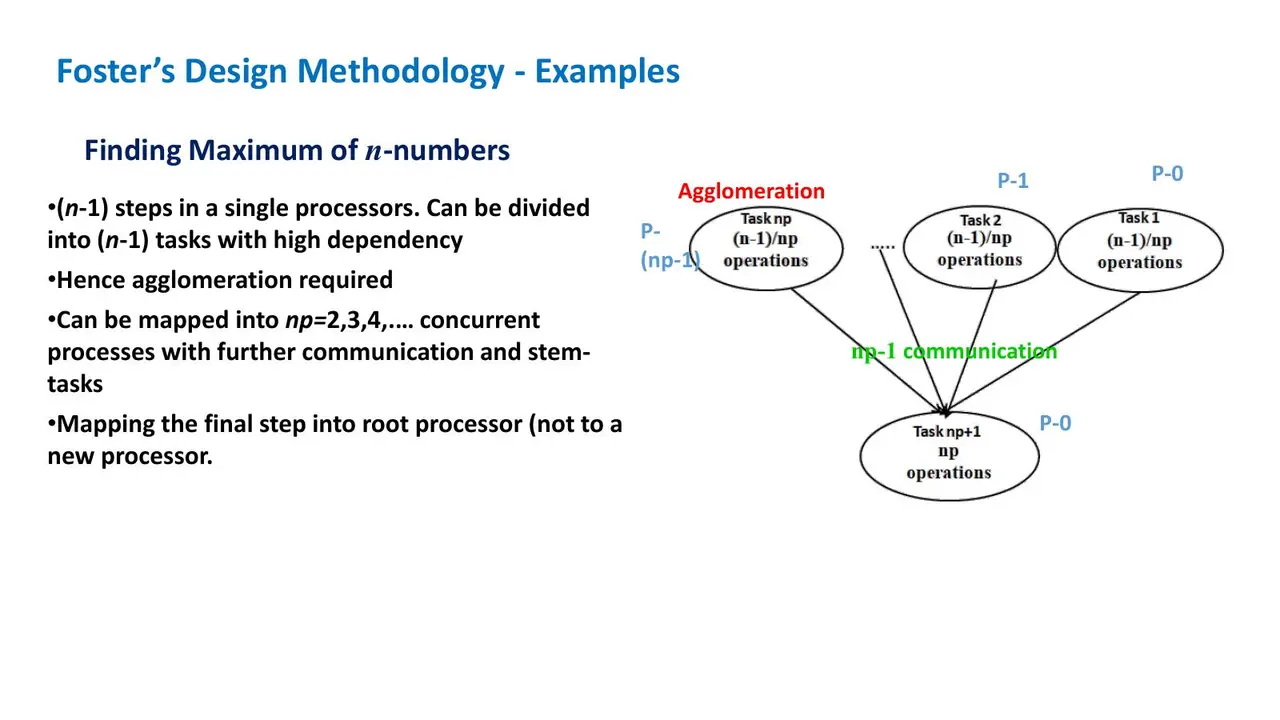 Foster’s Design Methodology - Examples
Finding Maximum of n-numbers
•(n-1) steps in a single processors. Can be divided
into (n-1) tasks with high dependency
•Hence agglomeration required
•Can be mapped into np=2,3,4,.… concurrent
processes with further communication and stem-
tasks
•Mapping the final step into root processor (not to a
new processor.
Agglomeration
P-1
P-0
P-
(np-1)
Task np
(n-1)/np
operations
.....
Task 2
(n-1)/np
operations
Task 1
(n-1)/np
operations
np-1 communication
Task np+1
np
operations
P-0